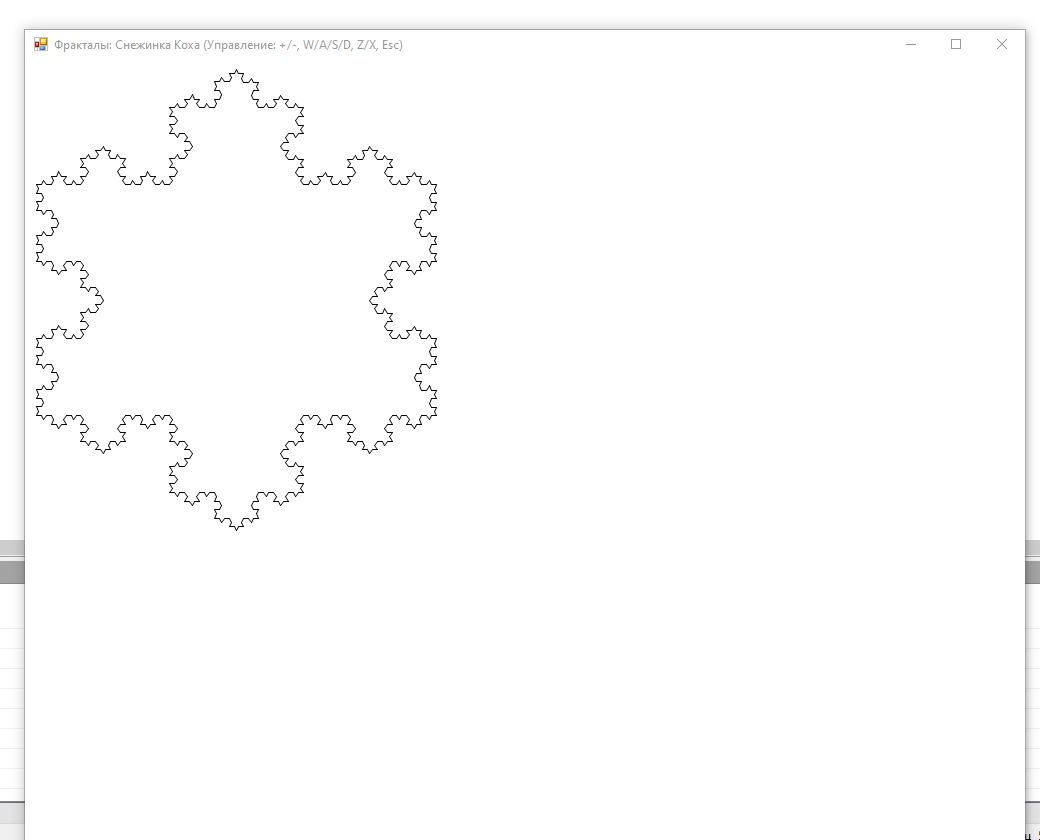 Фракталы: Снежинка Коха (Управление: +/-, W/A/S/D, Z/X, Esc)